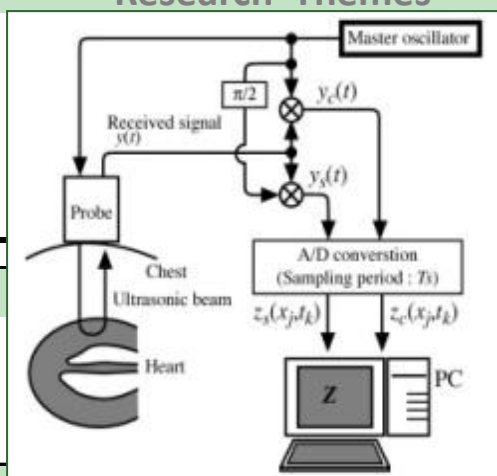 Research Themes
Master oscillator
π/2
y_c(t)
Received signal
y(t)
y_s(t)
Probe
A/D converstion
(Sampling period : Ts)
Chest
Ultrasonic beam
z_s(x_j,t_k)
z_c(x_j,t_k)
Heart
PC
Z